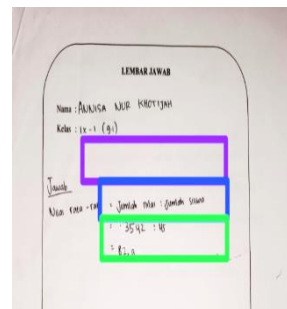 LEMBAR JAWAB
Nama : ANNISA NUR KHOTIJAH
Kelas : IX-1 (91)
Jawab
Nilai rata-rata = Jumlah nilai : Jumlah siswa
= 3542 : 45
=